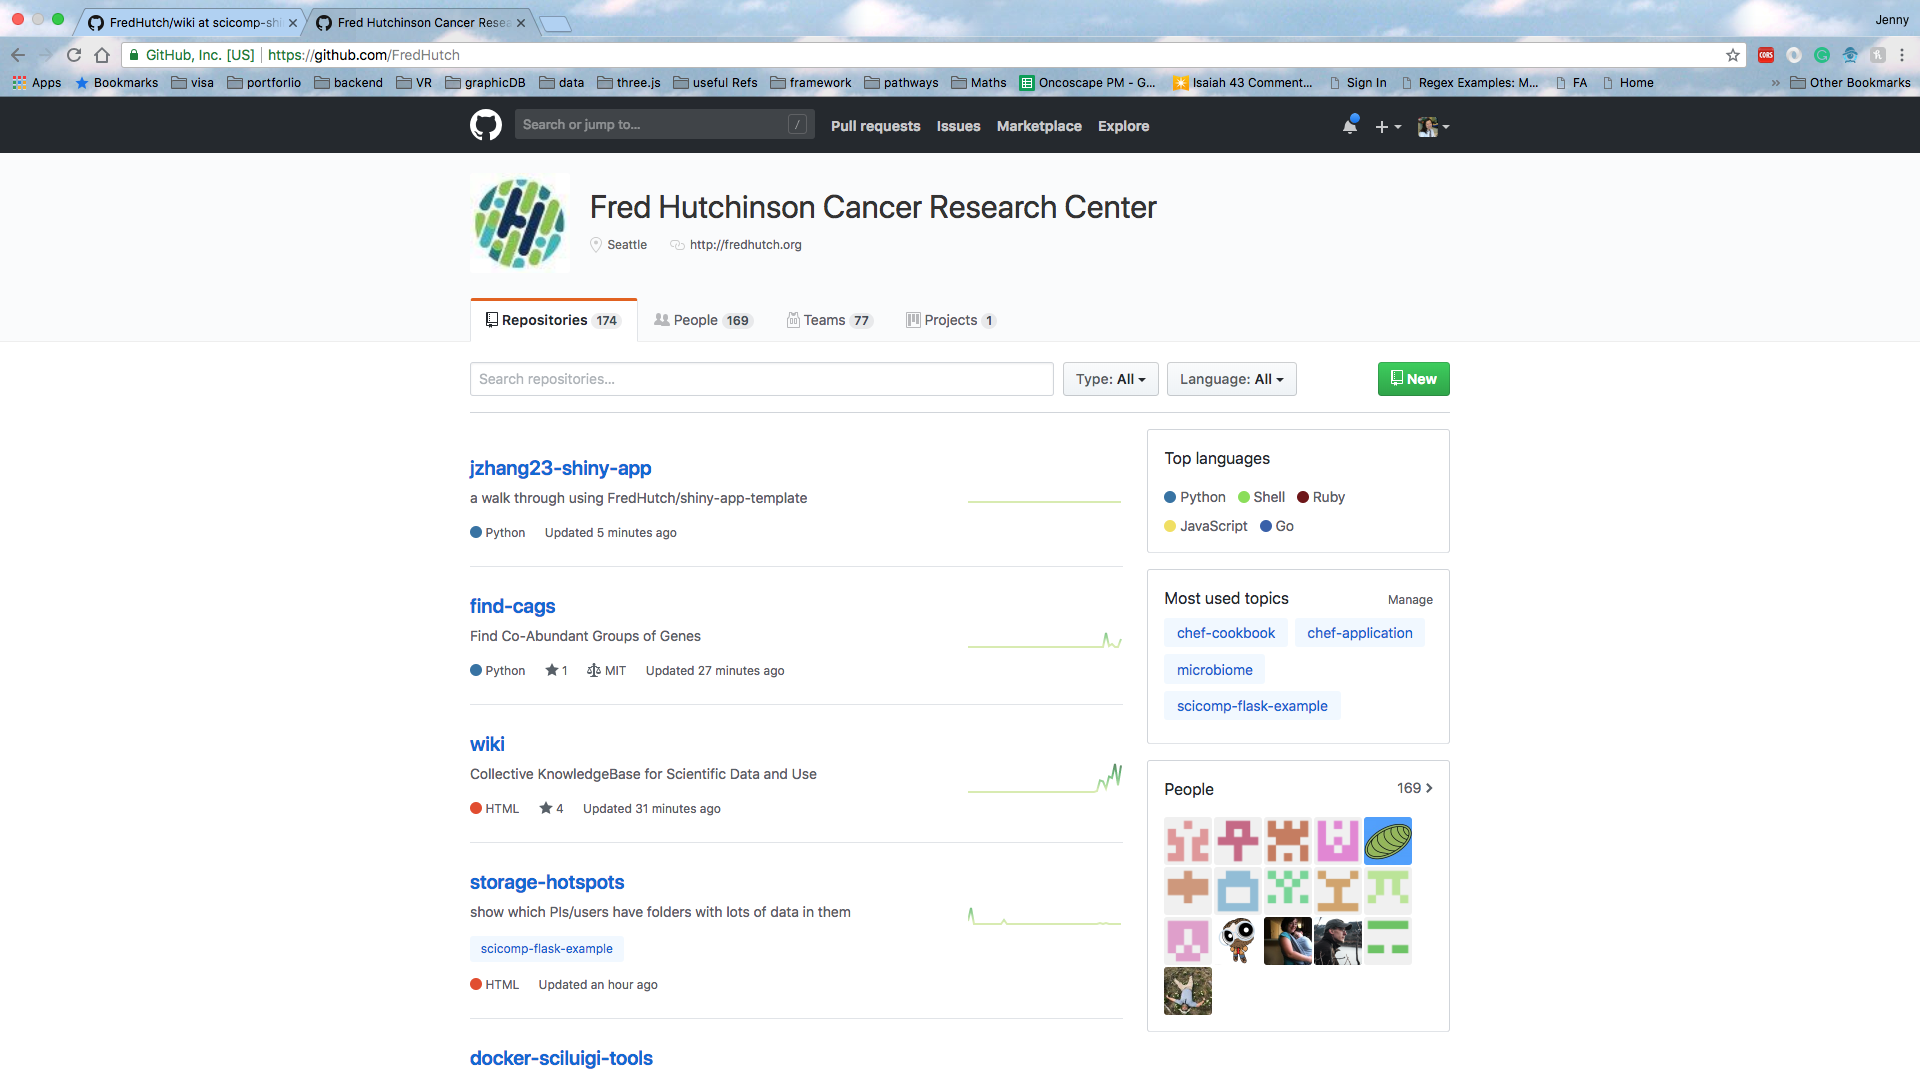 FredHutch/wiki at scicomp-shi
Fred Hutchinson Cancer Resea
Jenny
GitHub, Inc. [US] | https://github.com/FredHutch
CORS
Apps Bookmarks visa portforlio backend VR graphicDB data three.js useful Refs framework pathways Maths Oncoscape PM - G... Isaiah 43 Comment... Sign In Regex Examples: M... FA Home » Other Bookmarks
Search or jump to... / Pull requests Issues Marketplace Explore
Fred Hutchinson Cancer Research Center
Seattle http://fredhutch.org
Repositories 174 People 169 Teams 77 Projects 1
Search repositories... Type: All Language: All New
jzhang23-shiny-app
a walk through using FredHutch/shiny-app-template
Python Updated 5 minutes ago
find-cags
Find Co-Abundant Groups of Genes
Python 1 MIT Updated 27 minutes ago
wiki
Collective KnowledgeBase for Scientific Data and Use
HTML 4 Updated 31 minutes ago
storage-hotspots
show which PIs/users have folders with lots of data in them
scicomp-flask-example
HTML Updated an hour ago
docker-sciluigi-tools
Top languages
Python Shell Ruby
JavaScript Go
Most used topics Manage
chef-cookbook chef-application
microbiome
scicomp-flask-example
People 169